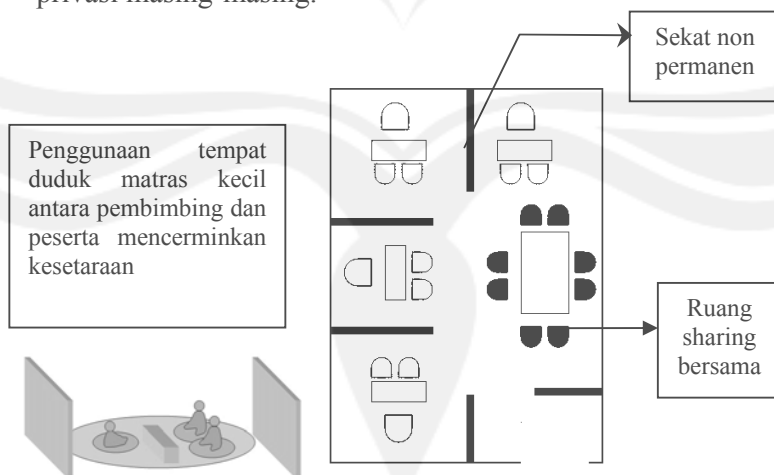 privasi masing-masing.
Sekat non
permanen
Penggunaan tempat
duduk matras kecil
antara pembimbing dan
peserta mencerminkan
kesetaraan
Ruang
sharing
bersama